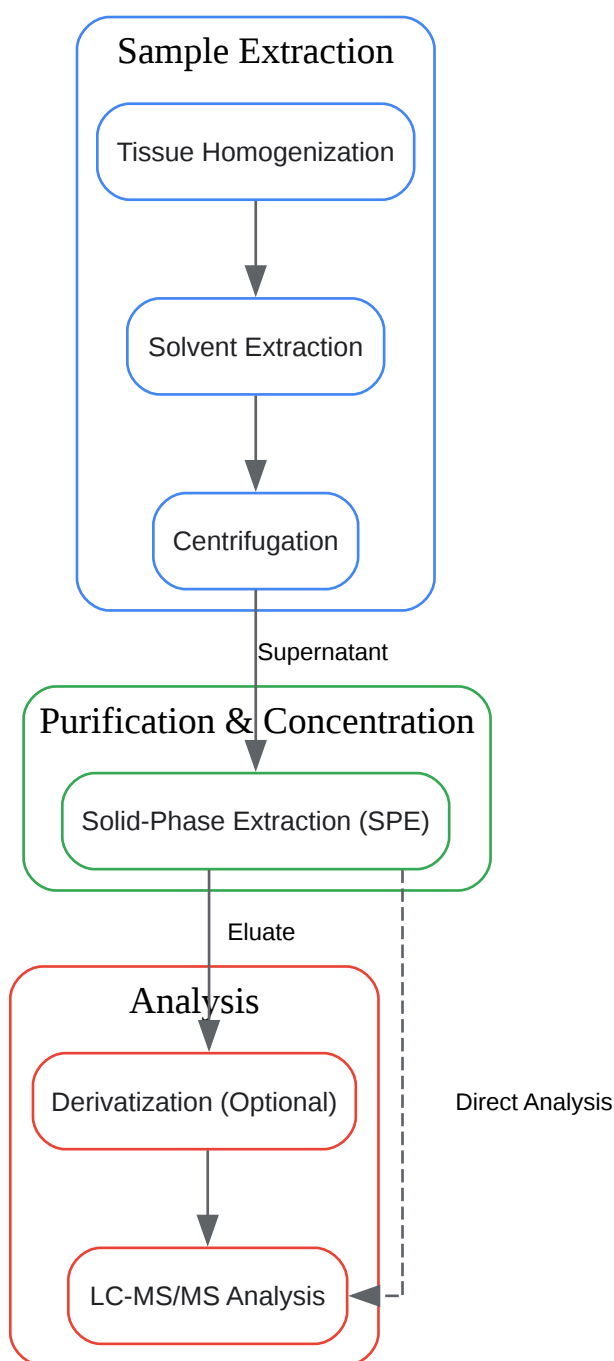 Sample Extraction
Tissue Homogenization
Solvent Extraction
Centrifugation
Supernatant
Purification & Concentration
Solid-Phase Extraction (SPE)
Eluate
Analysis
Derivatization (Optional)
Direct Analysis
LC-MS/MS Analysis